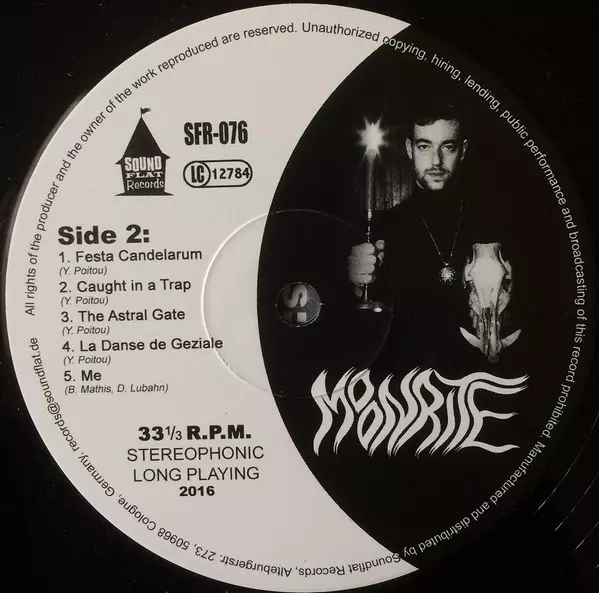 All rights of the producer and the owner of the work reproduced are reserved. Unauthorized copying, hiring, lending, public performance and broadcasting of this record prohibited. Manufactured and distributed by Soundflat Records, Alteburgerstr. 273, 50968 Cologne, Germany. records@soundflat.de
SOUND
FLAT
Records
SFR-076
LC 12784
Side 2:
1. Festa Candelarum
(Y. Poitou)
2. Caught in a Trap
(Y. Poitou)
3. The Astral Gate
(Y. Poitou)
4. La Danse de Geziale
(Y. Poitou)
5. Me
(B. Mathis, D. Lubahn)
33 1/3 R.P.M.
STEREOPHONIC
LONG PLAYING
2016
MOONRITE